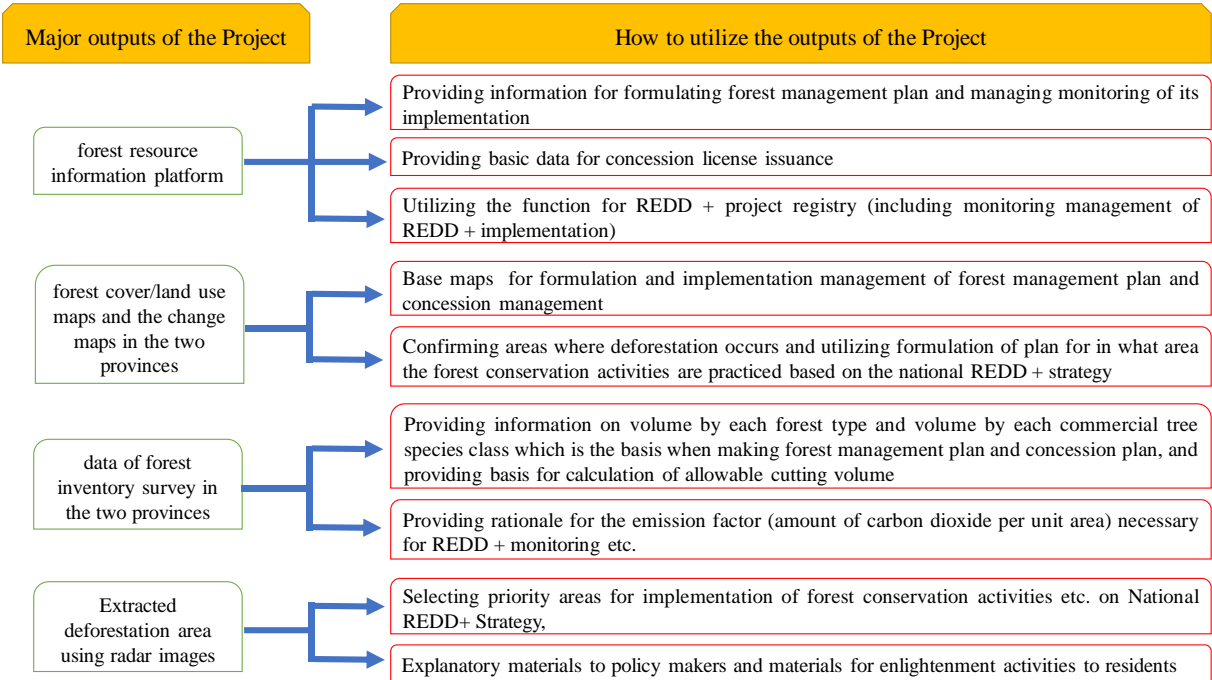 Major outputs of the Project
How to utilize the outputs of the Project
forest resource
information platform
Providing information for formulating forest management plan and managing monitoring of its
implementation
Providing basic data for concession license issuance
Utilizing the function for REDD + project registry (including monitoring management of
REDD + implementation)
forest cover/land use
maps and the change
maps in the two
provinces
Base maps for formulation and implementation management of forest management plan and
concession management
Confirming areas where deforestation occurs and utilizing formulation of plan for in what area
the forest conservation activities are practiced based on the national REDD + strategy
data of forest
inventory survey in
the two provinces
Providing information on volume by each forest type and volume by each commercial tree
species class which is the basis when making forest management plan and concession plan, and
providing basis for calculation of allowable cutting volume
Providing rationale for the emission factor (amount of carbon dioxide per unit area) necessary
for REDD + monitoring etc.
Extracted
deforestation area
using radar images
Selecting priority areas for implementation of forest conservation activities etc. on National
REDD+ Strategy,
Explanatory materials to policy makers and materials for enlightenment activities to residents